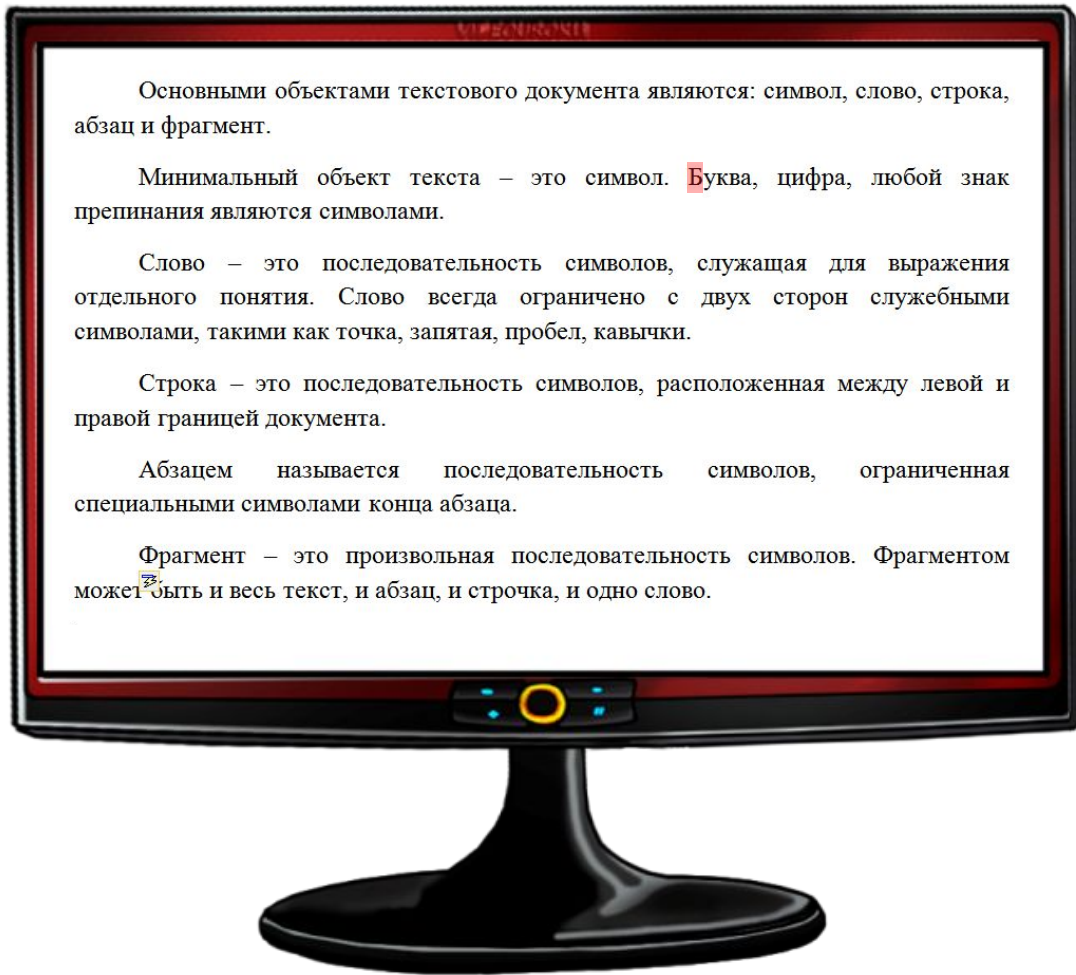 Основными объектами текстового документа являются: символ, слово, строка,
абзац и фрагмент.
Минимальный объект текста – это символ. Буква, цифра, любой знак
препинания являются символами.
Слово – это последовательность символов, служащая для выражения
отдельного понятия. Слово всегда ограничено с двух сторон служебными
символами, такими как точка, запятая, пробел, кавычки.
Строка – это последовательность символов, расположенная между левой и
правой границей документа.
Абзацем называется последовательность символов, ограниченная
специальными символами конца абзаца.
Фрагмент – это произвольная последовательность символов. Фрагментом
может быть и весь текст, и абзац, и строчка, и одно слово.